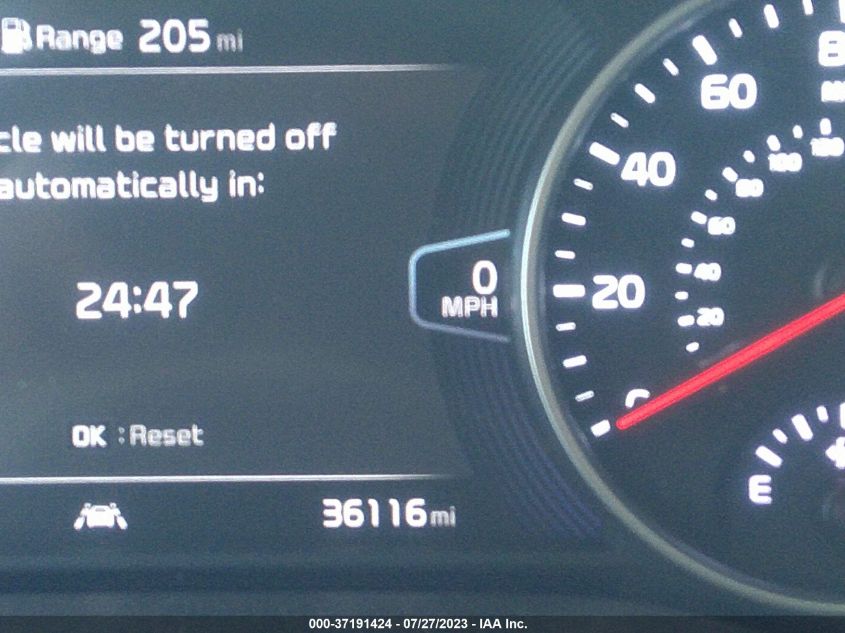 Range 205 mi
cle will be turned off
automatically in:
24:47
OK : Reset
36116 mi
0
MPH
20
40
60
8
20
40
60
80
100
E
000-37191424 - 07/27/2023 - IAA Inc.